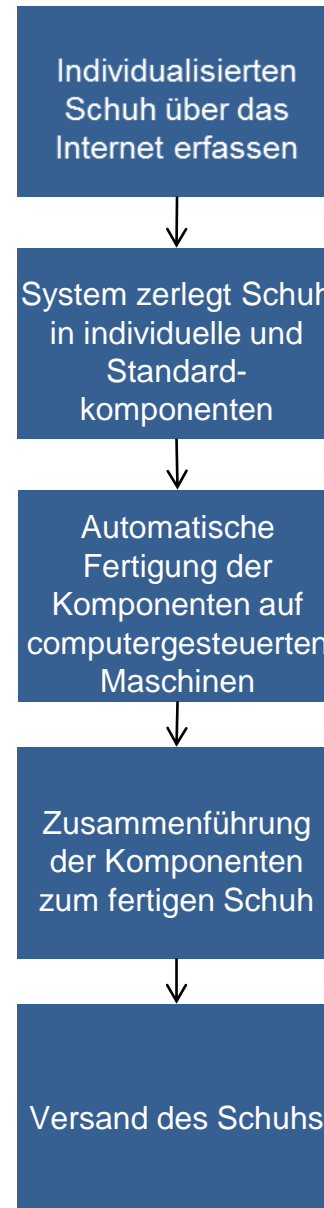 Individualisierten
Schuh über das
Internet erfassen
System zerlegt Schuh
in individuelle und
Standard-
komponenten
Automatische
Fertigung der
Komponenten auf
computergesteuerten
Maschinen
Zusammenführung
der Komponenten
zum fertigen Schuh
Versand des Schuhs